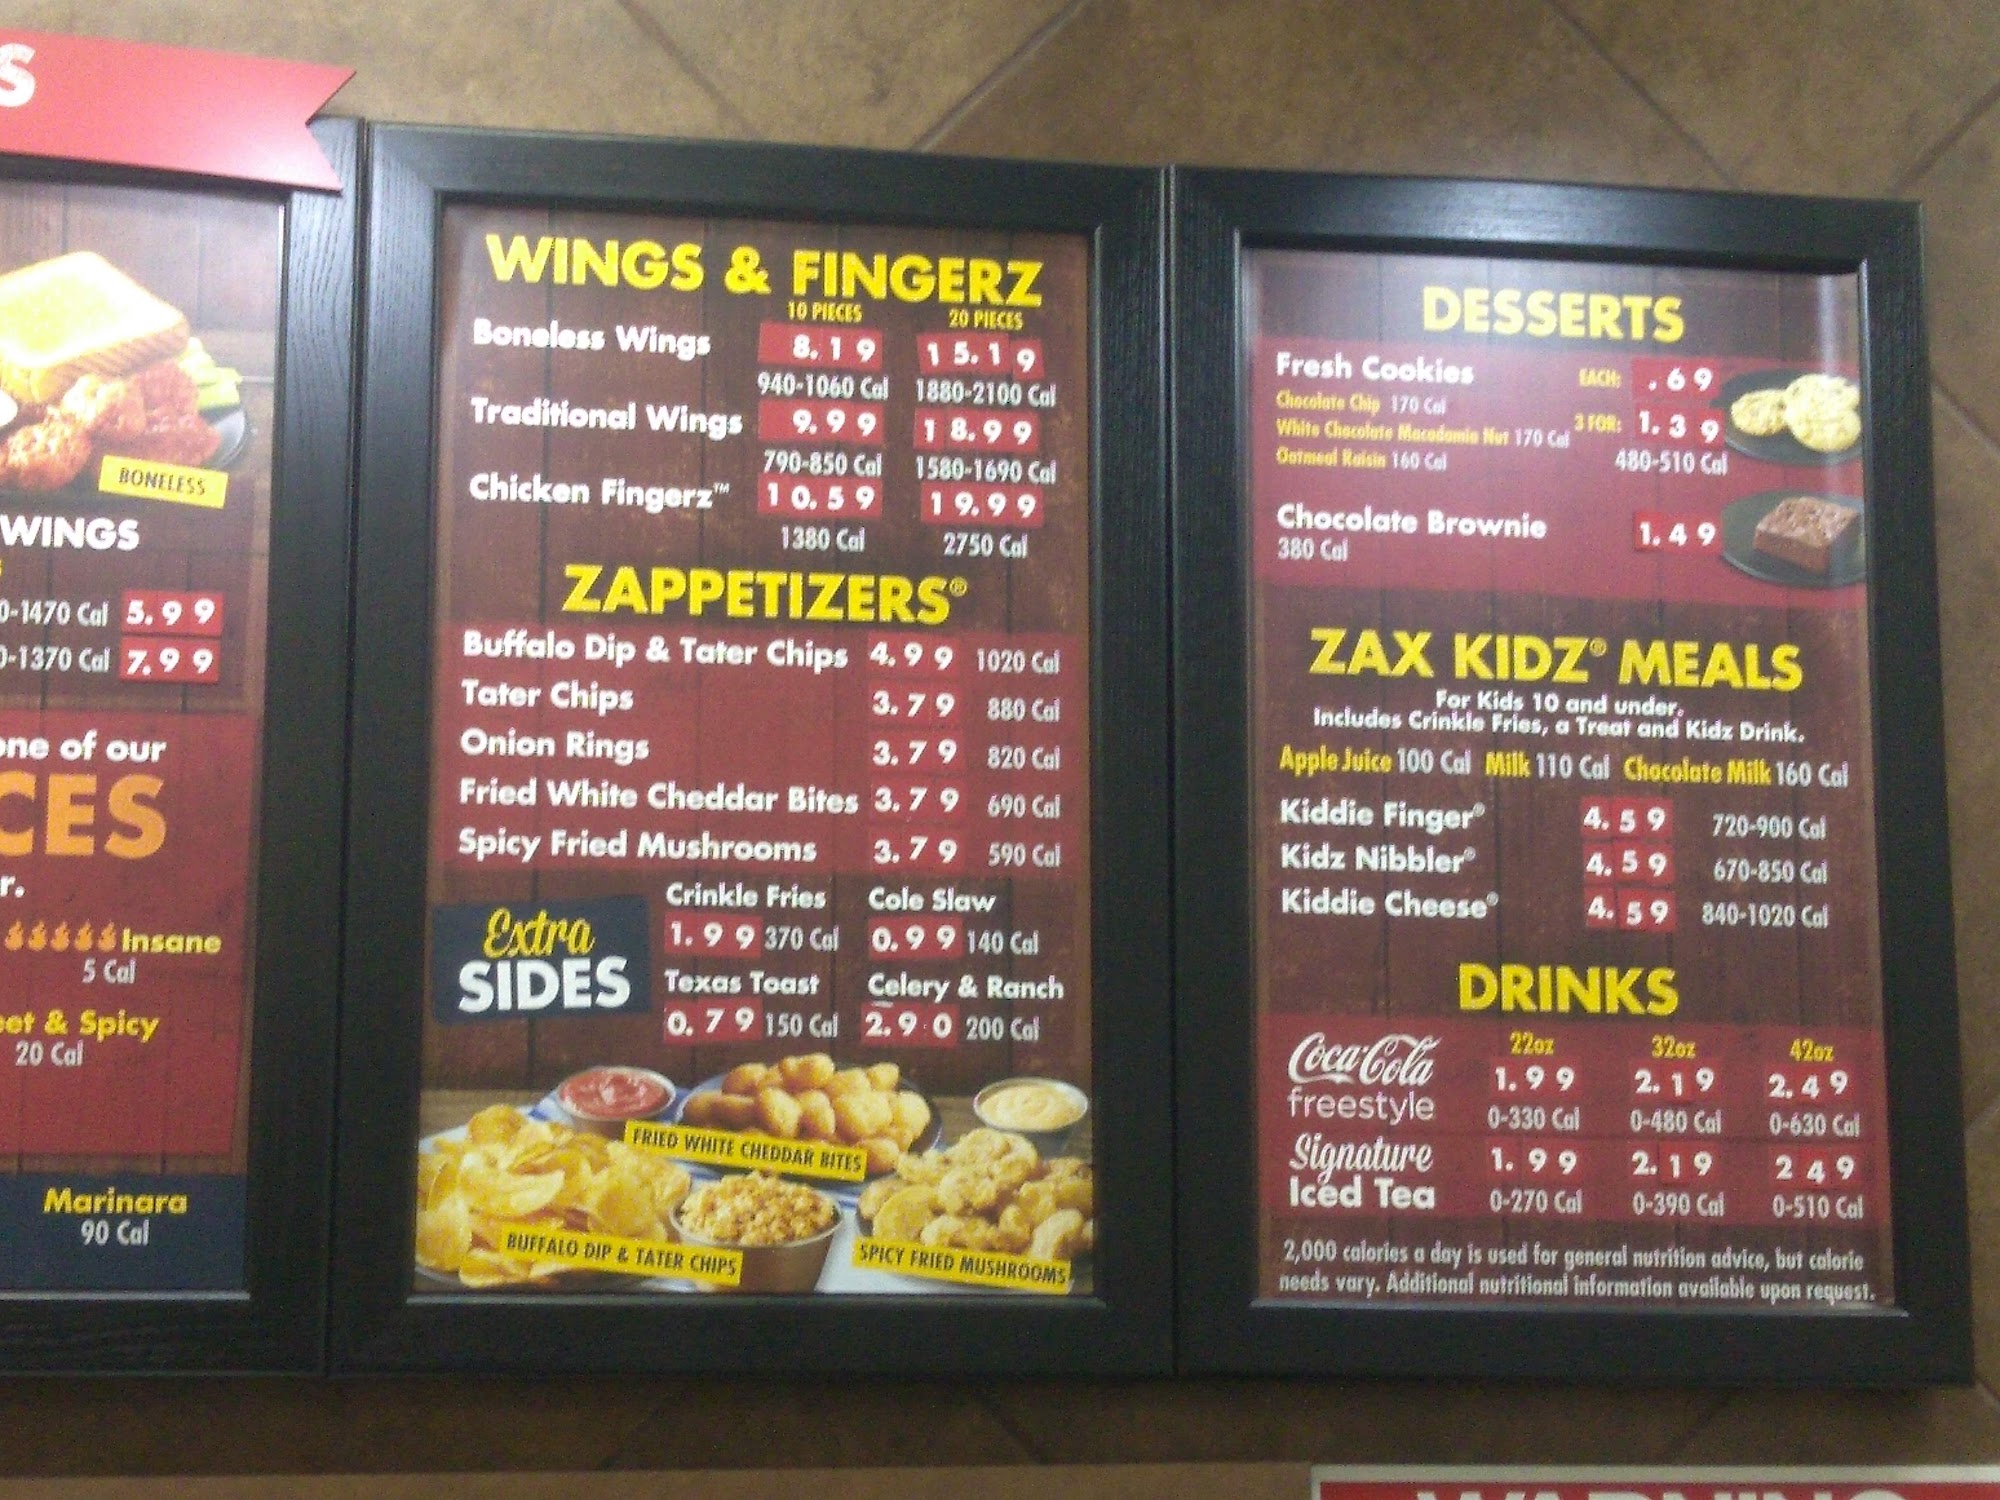 S
BONELESS
WINGS
0-1470 Cal 5.99
0-1370 Cal 7.99
one of our
CES
r.
Insane
5 Cal
eet & Spicy
20 Cal
Marinara
90 Cal
WINGS & FINGERZ
10 PIECES 20 PIECES
Boneless Wings 8.19 15.19
940-1060 Cal 1880-2100 Cal
Traditional Wings 9.99 18.99
790-850 Cal 1580-1690 Cal
Chicken Fingerz™ 10.59 19.99
1380 Cal 2750 Cal
ZAPPETIZERS®
Buffalo Dip & Tater Chips 4.99 1020 Cal
Tater Chips 3.79 880 Cal
Onion Rings 3.79 820 Cal
Fried White Cheddar Bites 3.79 690 Cal
Spicy Fried Mushrooms 3.79 590 Cal
Extra
SIDES
Crinkle Fries Cole Slaw
1.99 370 Cal 0.99 140 Cal
Texas Toast Celery & Ranch
0.79 150 Cal 2.90 200 Cal
FRIED WHITE CHEDDAR BITES
BUFFALO DIP & TATER CHIPS
SPICY FRIED MUSHROOMS
DESSERTS
Fresh Cookies EACH: .69
Chocolate Chip 170 Cal
White Chocolate Macadamia Nut 170 Cal 3 FOR: 1.39
Oatmeal Raisin 160 Cal 480-510 Cal
Chocolate Brownie 1.49
380 Cal
ZAX KIDZ® MEALS
For Kids 10 and under.
Includes Crinkle Fries, a Treat and Kidz Drink.
Apple Juice 100 Cal Milk 110 Cal Chocolate Milk 160 Cal
Kiddie Finger® 4.59 720-900 Cal
Kidz Nibbler® 4.59 670-850 Cal
Kiddie Cheese® 4.59 840-1020 Cal
DRINKS
22oz 32oz 42oz
Coca-Cola freestyle 1.99 2.19 2.49
0-330 Cal 0-480 Cal 0-630 Cal
Signature Iced Tea 1.99 2.19 2 49
0-270 Cal 0-390 Cal 0-510 Cal
2,000 calories a day is used for general nutrition advice, but calorie
needs vary. Additional nutritional information available upon request.
WARNING